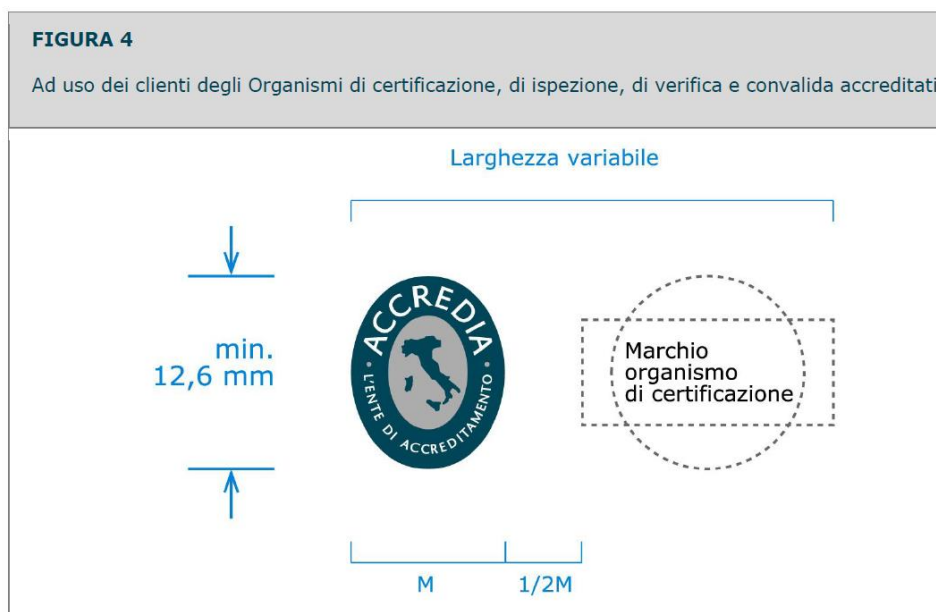 FIGURA 4
Ad uso dei clienti degli Organismi di certificazione, di ispezione, di verifica e convalida accreditati
Larghezza variabile
min.
12,6 mm
ACCREDIA
L'ENTE DI ACCREDITAMENTO
Marchio
organismo
di certificazione
M
1/2M